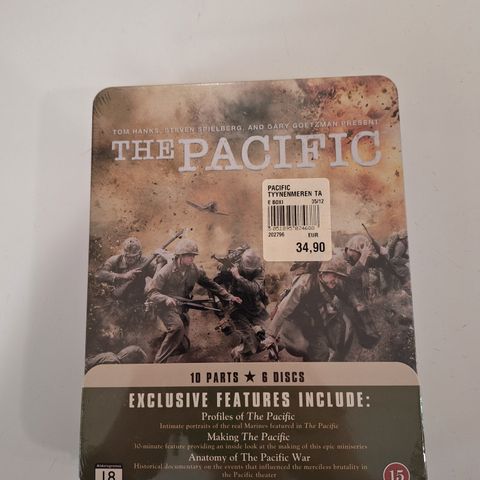 TOM HANKS, STEVEN SPIELBERG, AND GARY GOETZMAN PRESENT
THE PACIFIC
PACIFIC
TYYNENMEREN TA
E BOXI 35/12
202796 EUR
34,90
10 PARTS ★ 6 DISCS
EXCLUSIVE FEATURES INCLUDE:
Profiles of The Pacific
Intimate portraits of the real Marines featured in The Pacific
Making The Pacific
30-minute feature providing an inside look at the making of this epic miniseries
Anatomy of The Pacific War
Historical documentary on the events that influenced the merciless brutality in
the Pacific theater
18
15